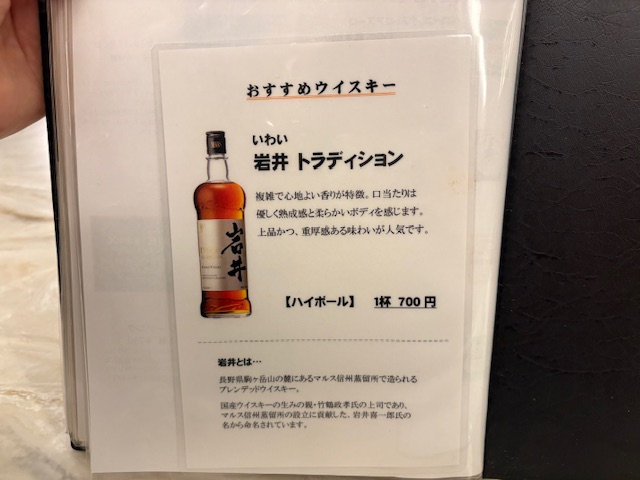 おすすめウイスキー
いわい
岩井 トラディション
複雑で心地よい香りが特徴。口当たりは
優しく熟成感と柔らかいボディを感じます。
上品かつ、重厚感ある味わいが人気です。
岩井
【ハイボール】 1杯 700 円
岩井とは…
長野県駒ヶ岳山の麓にあるマルス信州蒸留所で造られる
ブレンデッドウイスキー。
国産ウイスキーの生みの親・竹鶴政孝氏の上司であり、
マルス信州蒸留所の設立に貢献した、岩井喜一郎氏の
名から命名されています。